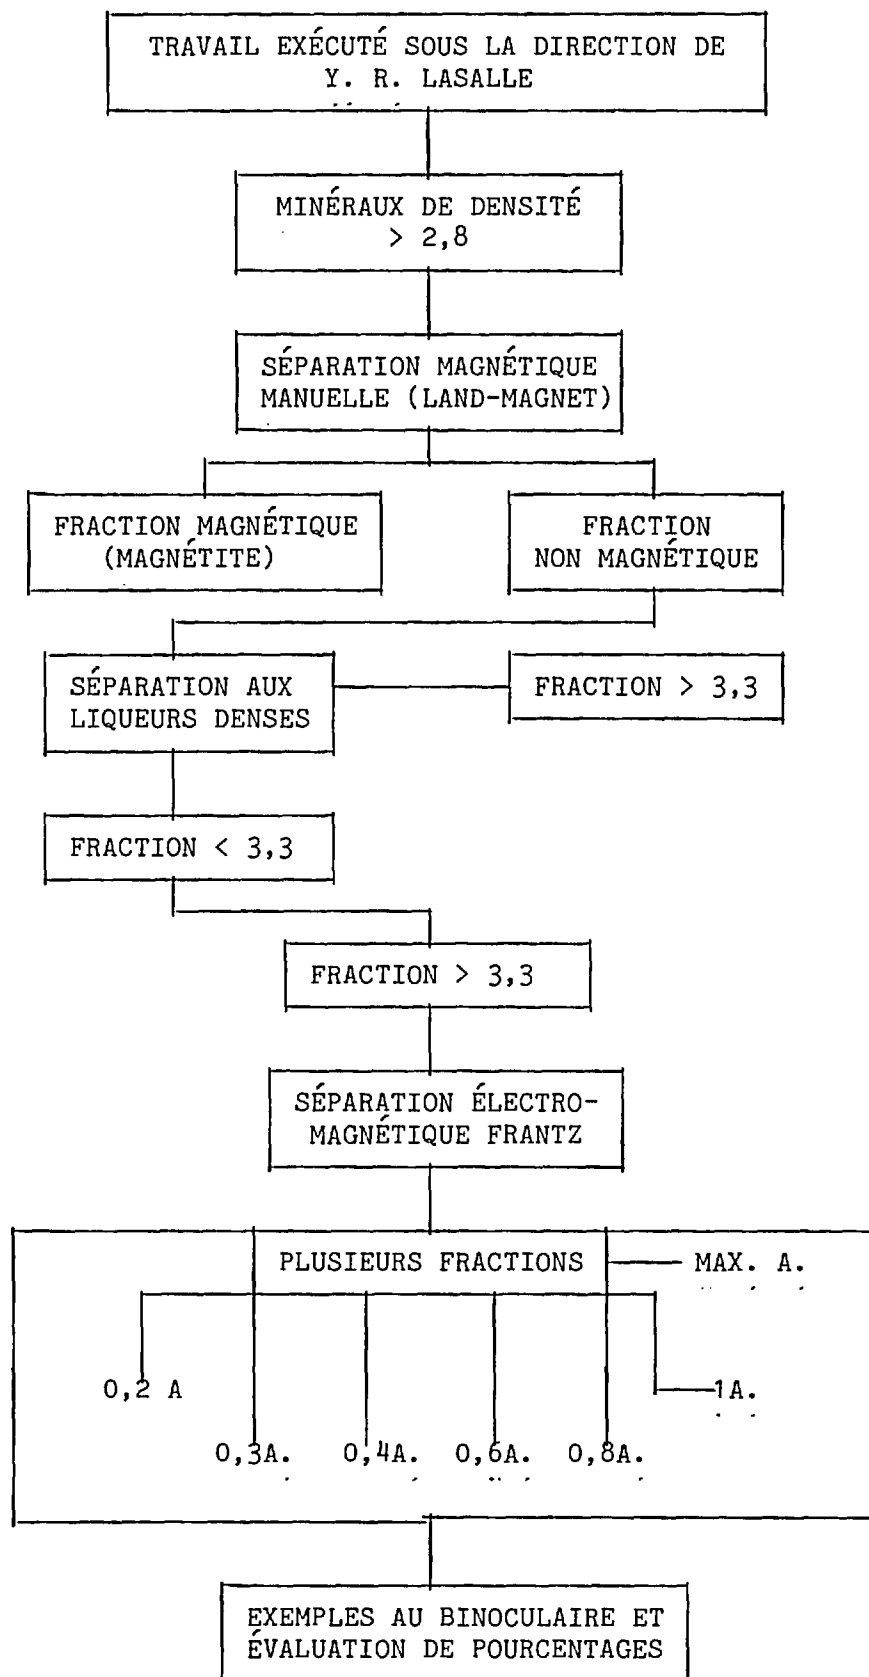 TRAVAIL EXÉCUTÉ SOUS LA DIRECTION DE
Y. R. LASALLE
MINÉRAUX DE DENSITÉ
> 2,8
SÉPARATION MAGNÉTIQUE
MANUELLE (LAND-MAGNET)
FRACTION MAGNÉTIQUE
(MAGNÉTITE)
FRACTION
NON MAGNÉTIQUE
SÉPARATION AUX
LIQUEURS DENSES
FRACTION > 3,3
FRACTION < 3,3
FRACTION > 3,3
SÉPARATION ÉLECTRO-
MAGNÉTIQUE FRANTZ
PLUSIEURS FRACTIONS
MAX. A.
0,2 A
1A.
0,3A.
0,4A.
0,6A.
0,8A.
EXEMPLES AU BINOCULAIRE ET
ÉVALUATION DE POURCENTAGES